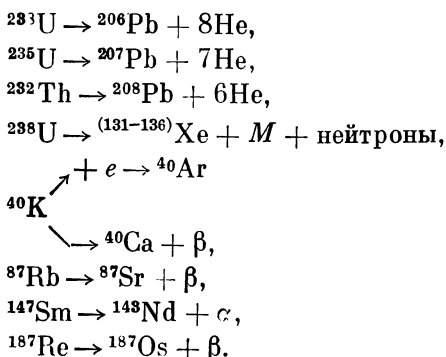 ²³³U → ²⁰⁶Pb + 8He,
²³⁵U → ²⁰⁷Pb + 7He,
²³²Th → ²⁰⁸Pb + 6He,
²³⁸U → ⁽¹³¹⁻¹³⁶⁾Xe + M + нейтроны,
+ e → ⁴⁰Ar
⁴⁰K
→ ⁴⁰Ca + β,
⁸⁷Rb → ⁸⁷Sr + β,
¹⁴⁷Sm → ¹⁴³Nd + α,
¹⁸⁷Re → ¹⁸⁷Os + β.